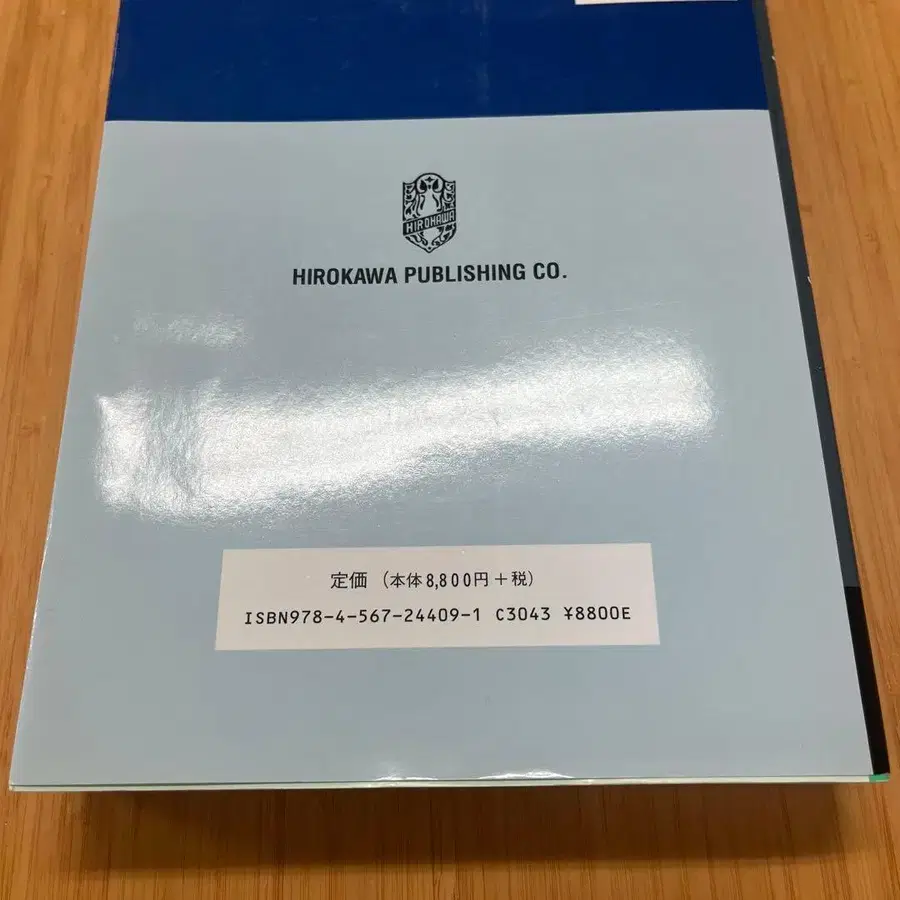 HIROKAWA
HIROKAWA PUBLISHING CO.
定価 (本体8,800円+税)
ISBN978-4-567-24409-1 C3043 ¥8800E